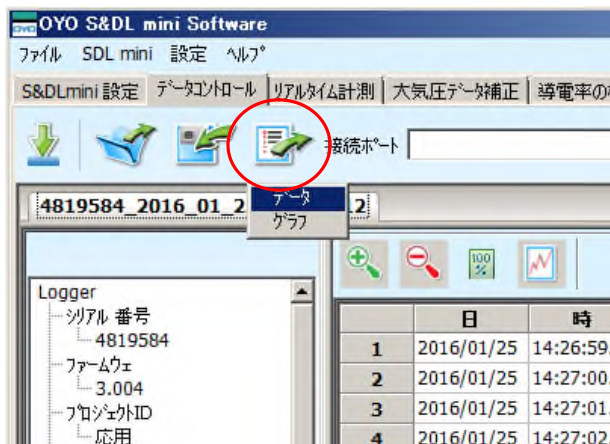 OYO S&DL mini Software
ファイル SDL mini 設定 ヘルプ
S&DLmini 設定 データコントロール リアルタイム計測 大気圧データ補正 導電率の
接続ポート
4819584_2016_01_2 12
データ
グラフ
100
%
Logger
シリアル 番号
4819584
ファームウェ
3.004
プロジェクトID
応用
日 時
1 2016/01/25 14:26:59.
2 2016/01/25 14:27:00.
3 2016/01/25 14:27:01.
4 2016/01/25 14:27:02.